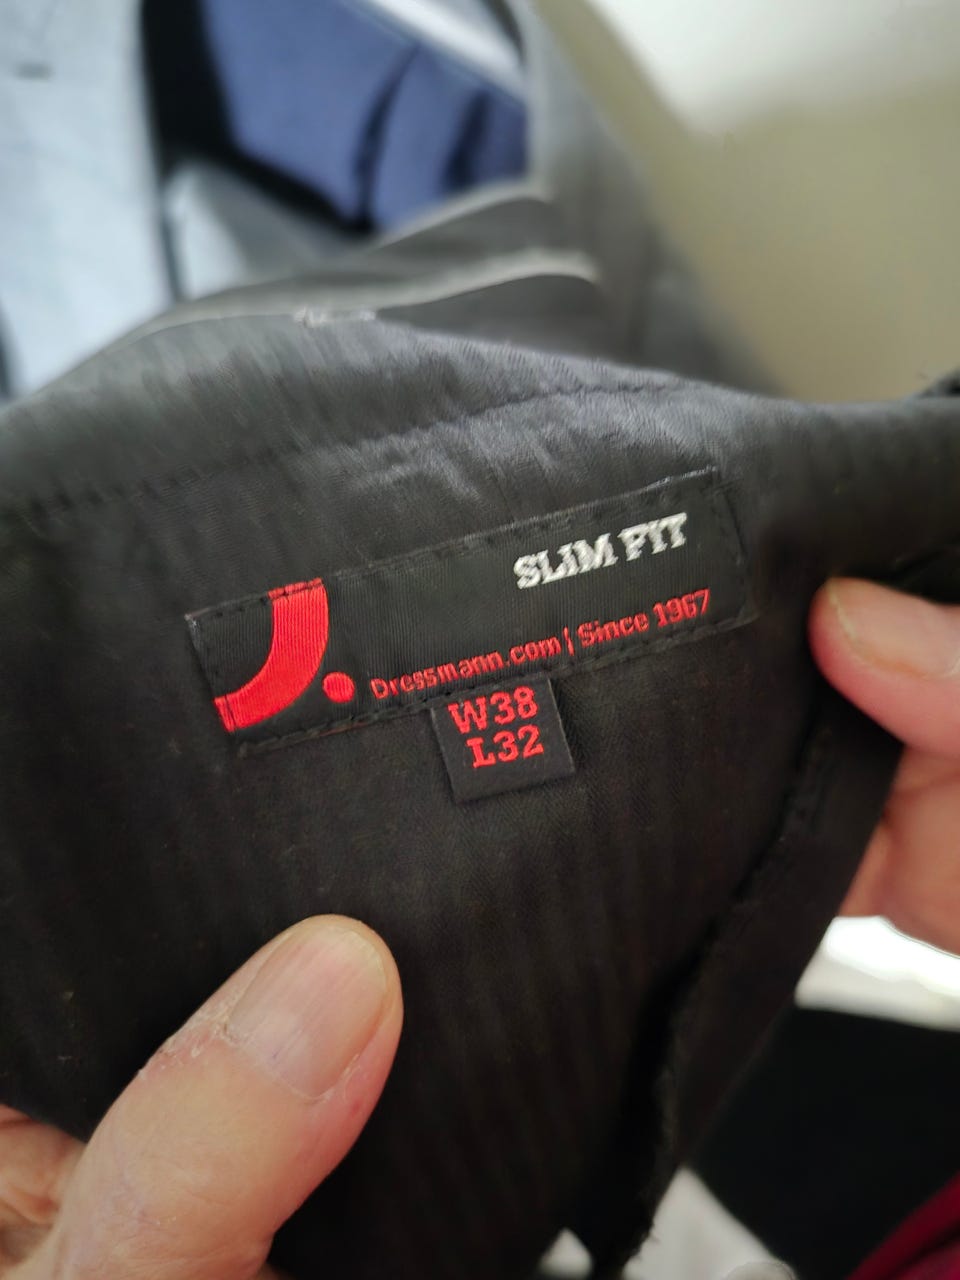 SLIM FIT
Dressmann.com | Since 1967
W38
L32